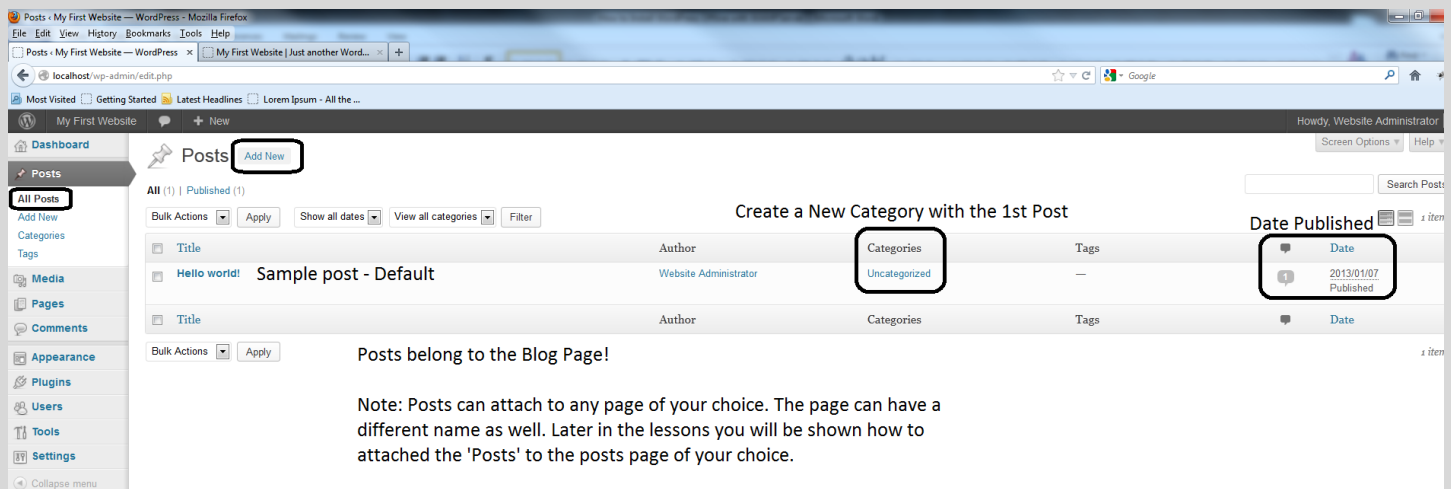 Posts ‹ My First Website — WordPress - Mozilla Firefox
File Edit View History Bookmarks Tools Help
Posts ‹ My First Website — WordPress × My First Website | Just another Word... × +
localhost/wp-admin/edit.php Google
Most Visited Getting Started Latest Headlines Lorem Ipsum - All the ...
My First Website + New Howdy, Website Administrator
Dashboard
Screen Options Help
Posts Add New
Posts
All (1) | Published (1)
Search Posts
All Posts
Add New
Categories
Tags
Media
Pages
Comments
Appearance
Plugins
Users
Tools
Settings
Collapse menu
Bulk Actions Apply Show all dates View all categories Filter
Create a New Category with the 1st Post
Date Published 1 item
Title Author Categories Tags Date
Hello world! Sample post - Default Website Administrator Uncategorized — 1 2013/01/07
Published
Title Author Categories Tags Date
Bulk Actions Apply 1 item
Posts belong to the Blog Page!
Note: Posts can attach to any page of your choice. The page can have a
different name as well. Later in the lessons you will be shown how to
attached the 'Posts' to the posts page of your choice.